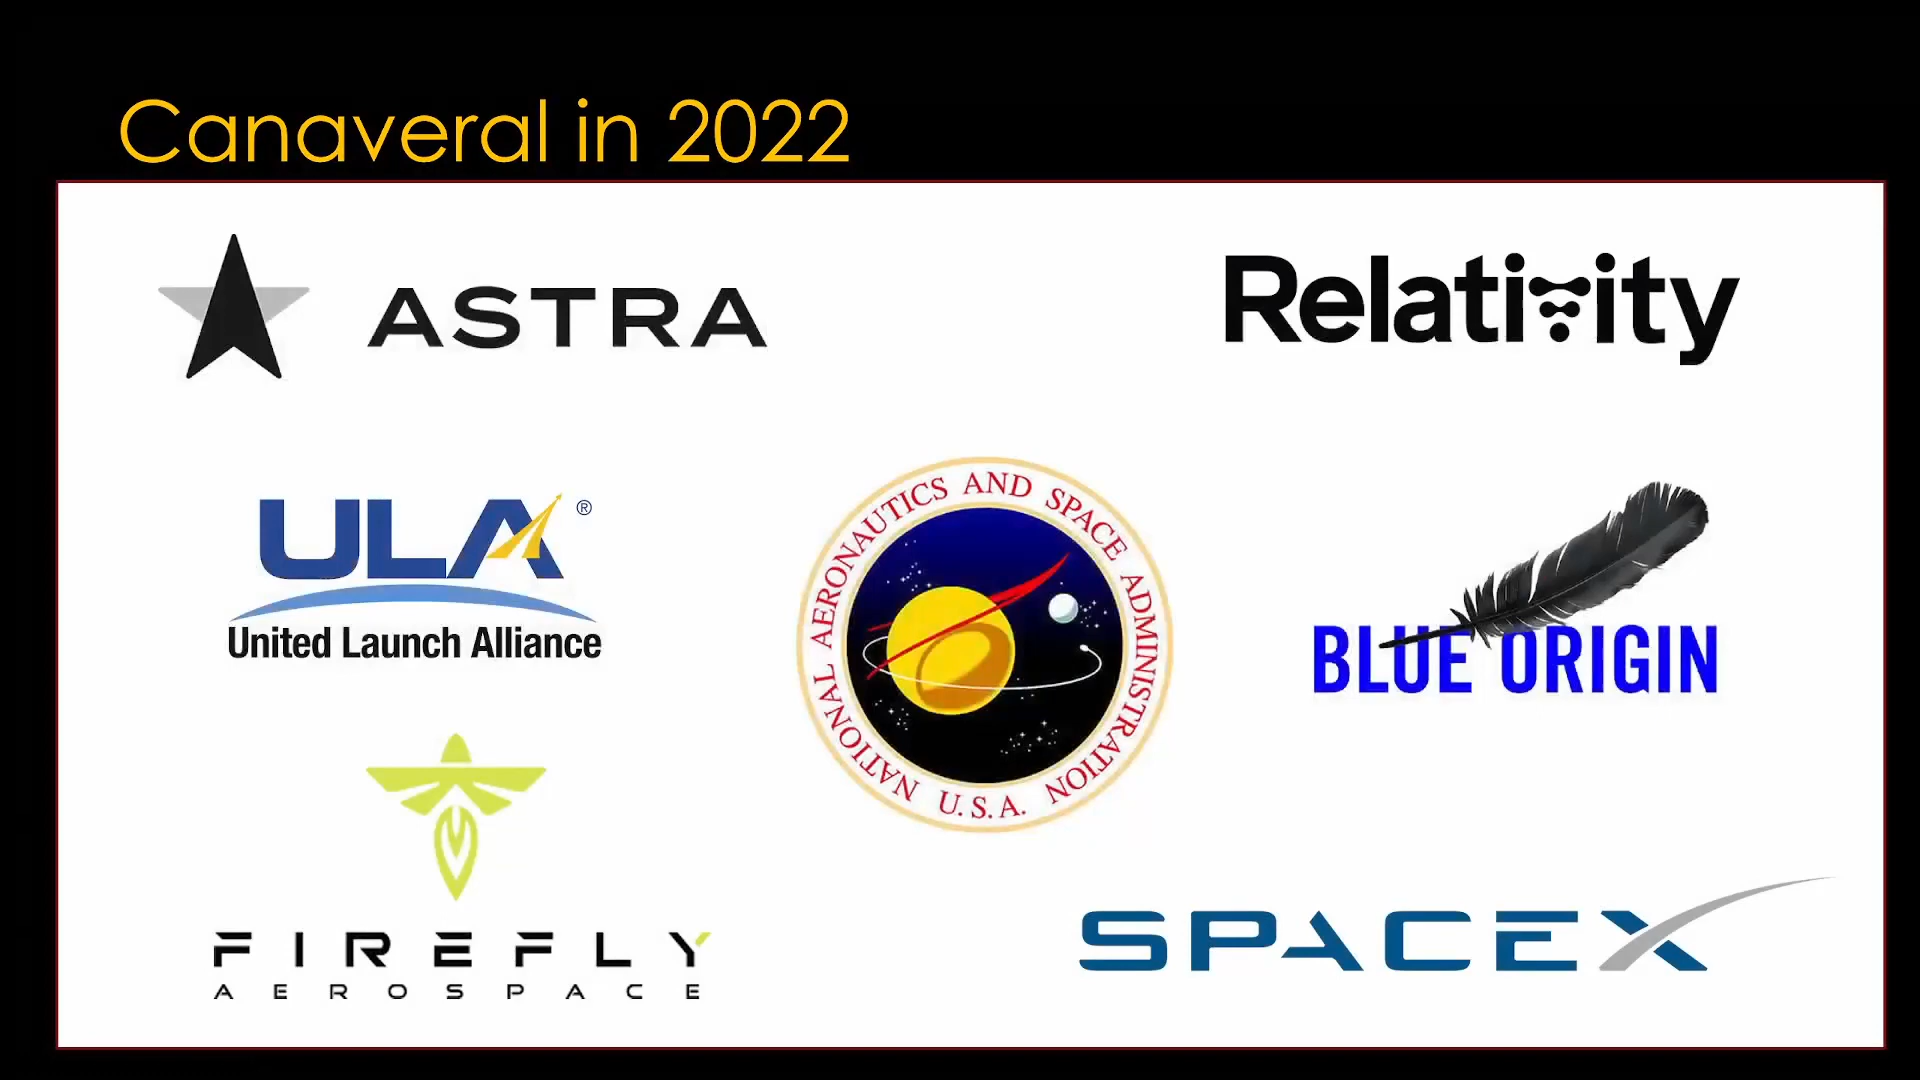 Canaveral in 2022
ASTRA
Relativity
ULA®
United Launch Alliance
NATIONAL AERONAUTICS AND SPACE ADMINISTRATION
U.S.A.
BLUE ORIGIN
FIREFLY
AEROSPACE
SPACEX